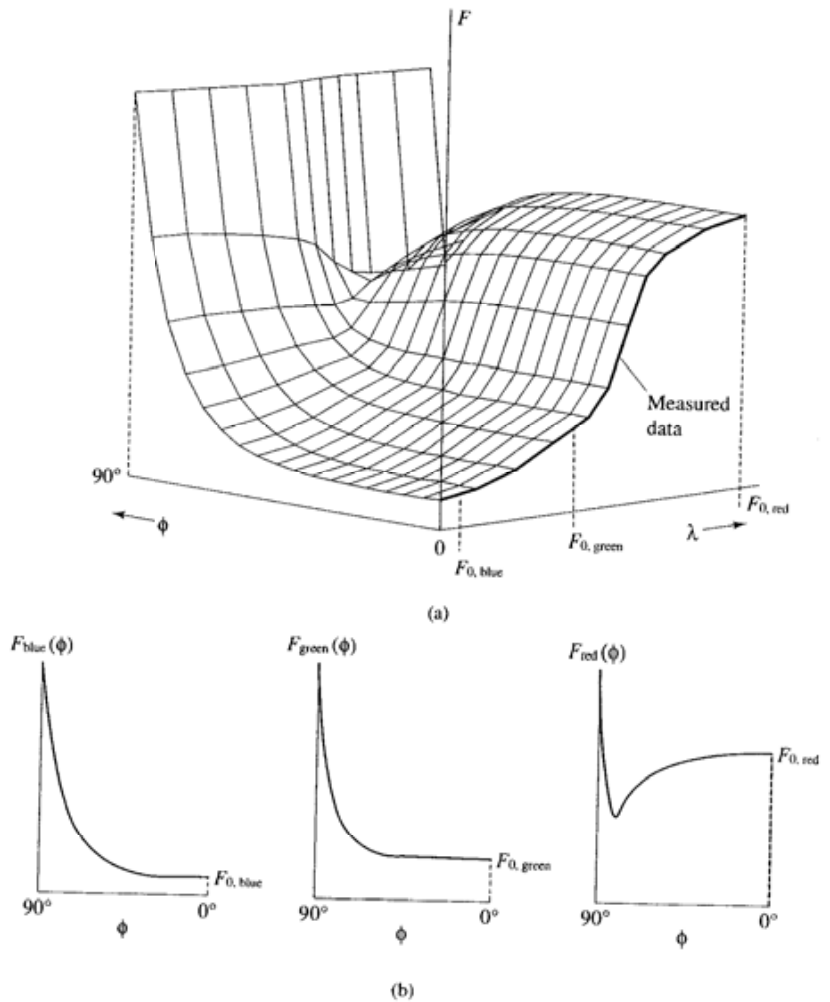 F
Measured
data
90°
ϕ
0
F0, blue
F0, green
λ
F0, red
(a)
Fblue(ϕ)
F0, blue
90°
0°
ϕ
Fgreen(ϕ)
F0, green
90°
0°
ϕ
Fred(ϕ)
F0, red
90°
0°
ϕ
(b)